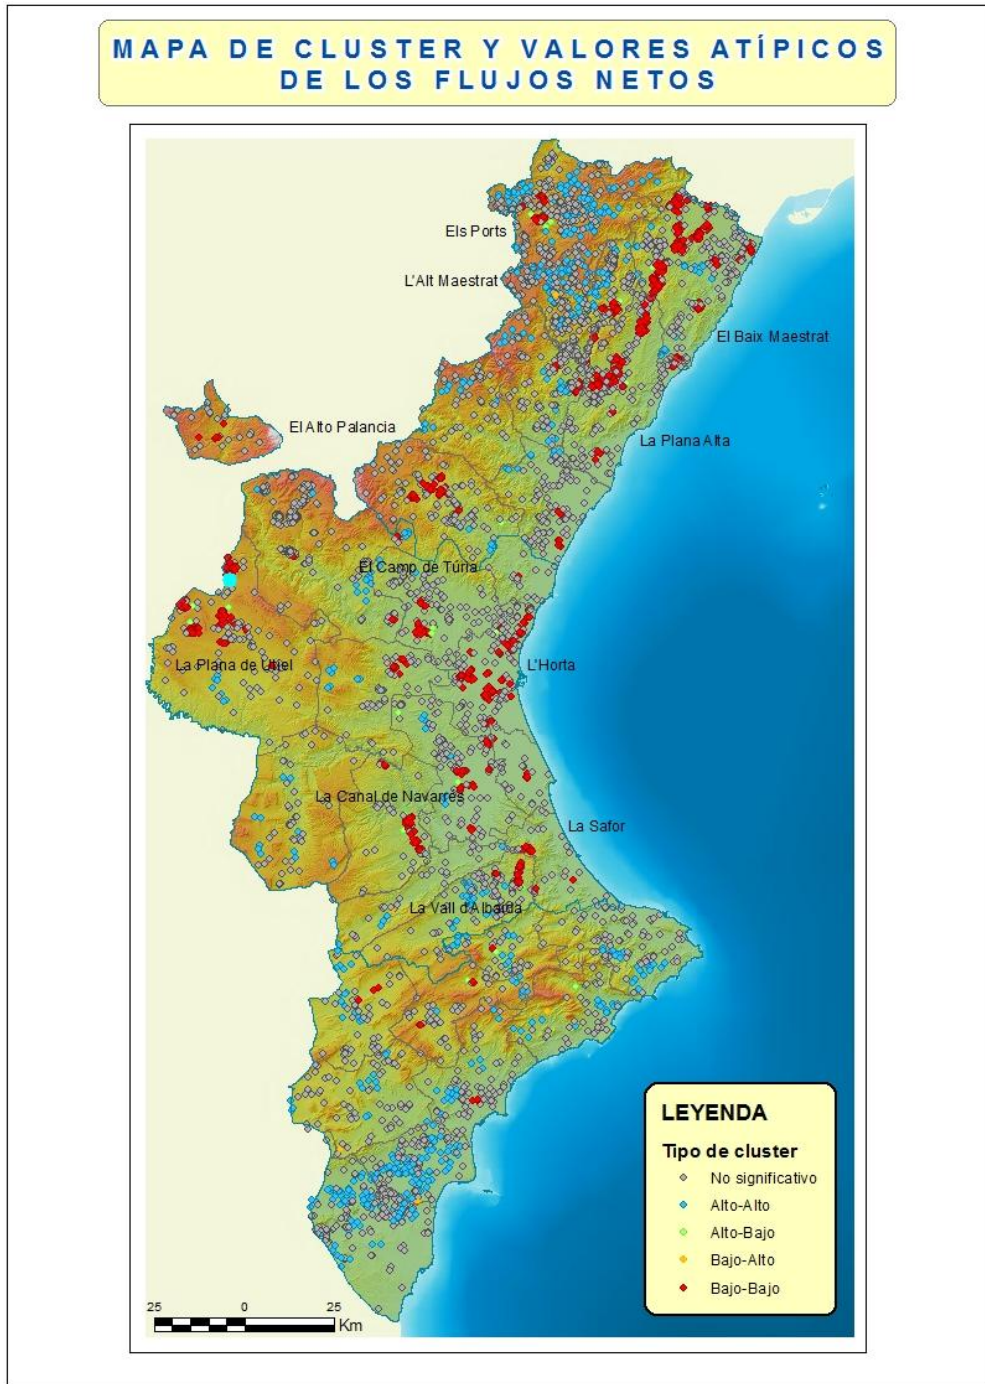 MAPA DE CLUSTER Y VALORES ATÍPICOS
DE LOS FLUJOS NETOS
Els Ports
L'Alt Maestrat
El Baix Maestrat
El Alto Palancia
La Plana Alta
El Camp de Túria
La Plana de Utiel
L'Horta
La Canal de Navarrés
La Safor
La Vall d'Albaida
LEYENDA
Tipo de cluster
No significativo
Alto-Alto
Alto-Bajo
Bajo-Alto
Bajo-Bajo
25 0 25
Km